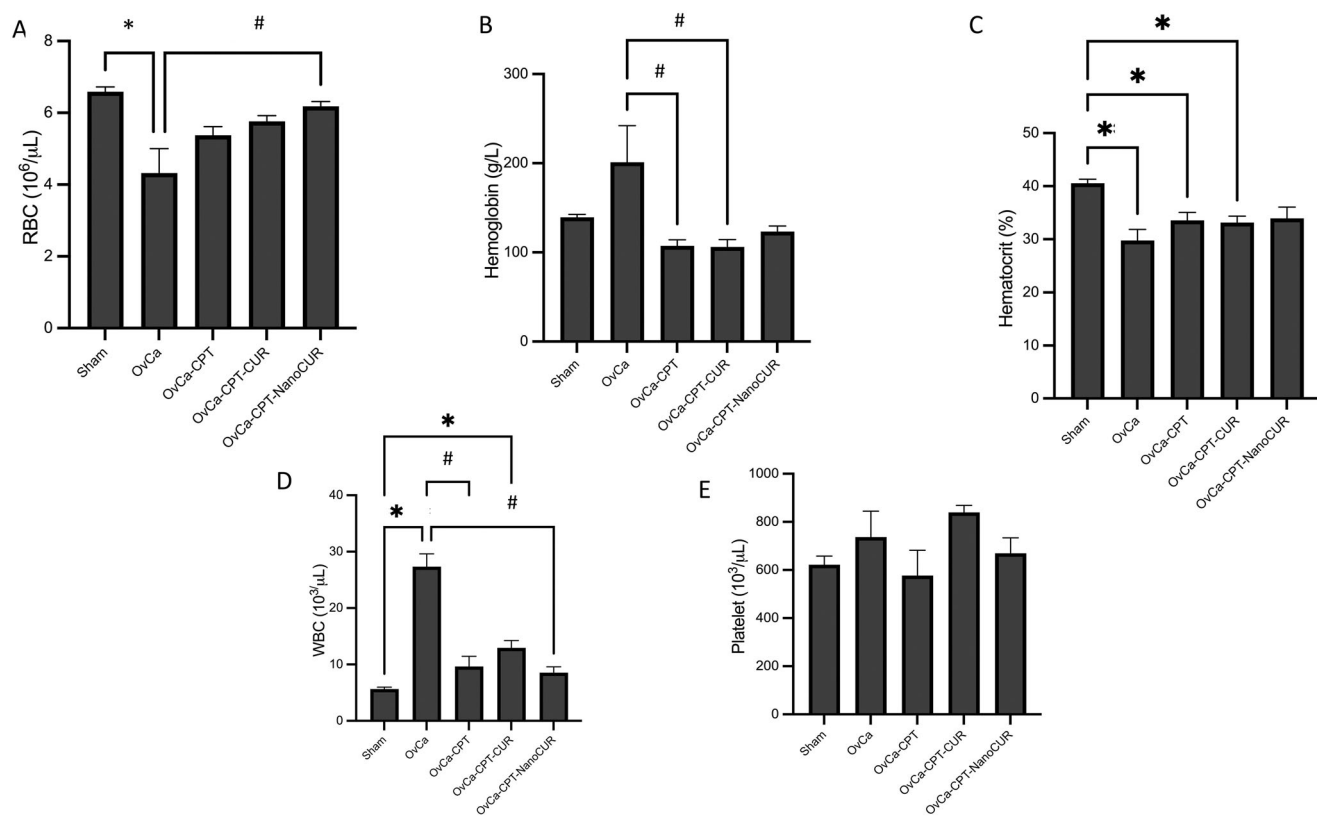 A
*
#
RBC (10⁶/μL)
8
6
4
2
0
Sham
OvCa
OvCa-CPT
OvCa-CPT-CUR
OvCa-CPT-NanoCUR
B
#
#
Hemoglobin (g/L)
300
200
100
0
Sham
OvCa
OvCa-CPT
OvCa-CPT-CUR
OvCa-CPT-NanoCUR
C
*
*
*
Hematocrit (%)
50
40
30
20
10
0
Sham
OvCa
OvCa-CPT
OvCa-CPT-CUR
OvCa-CPT-NanoCUR
D
*
#
*
#
WBC (10³/μL)
40
30
20
10
0
Sham
OvCa
OvCa-CPT
OvCa-CPT-CUR
OvCa-CPT-NanoCUR
E
Platelet (10³/μL)
1000
800
600
400
200
0
Sham
OvCa
OvCa-CPT
OvCa-CPT-CUR
OvCa-CPT-NanoCUR